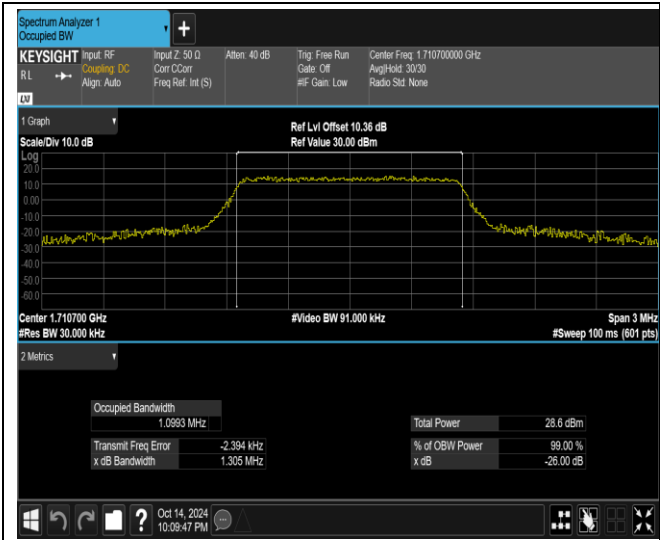 Spectrum Analyzer 1
Occupied BW
KEYSIGHT Input: RF Input Z: 50 Ω Atten: 40 dB Trig: Free Run Center Freq: 1.710700000 GHz
RL Coupling: DC Corr CCorr Gate: Off Avg|Hold: 30/30
Align: Auto Freq Ref: Int (S) #IF Gain: Low Radio Std: None
LXI
1 Graph
Ref Lvl Offset 10.36 dB
Scale/Div 10.0 dB Ref Value 30.00 dBm
Log
20.0
10.0
0.00
-10.0
-20.0
-30.0
-40.0
-50.0
-60.0
Center 1.710700 GHz #Video BW 91.000 kHz Span 3 MHz
#Res BW 30.000 kHz #Sweep 100 ms (601 pts)
2 Metrics
Occupied Bandwidth
1.0993 MHz Total Power 28.6 dBm
Transmit Freq Error -2.394 kHz % of OBW Power 99.00 %
x dB Bandwidth 1.305 MHz x dB -26.00 dB
? Oct 14, 2024
10:09:47 PM